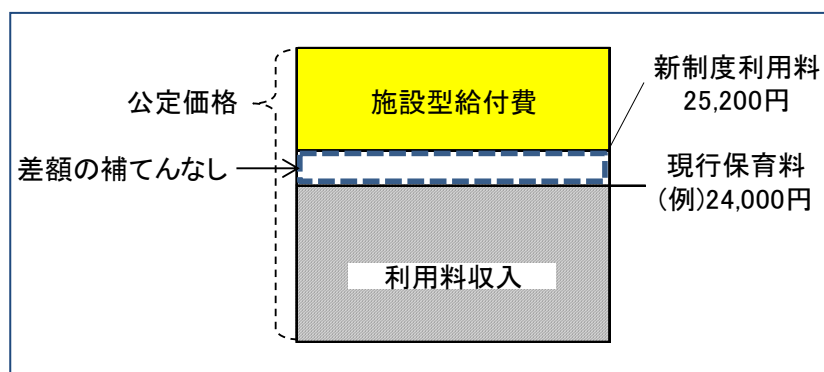 新制度利用料
25,200円
施設型給付費
公定価格
差額の補てんなし
現行保育料
(例)24,000円
利用料収入